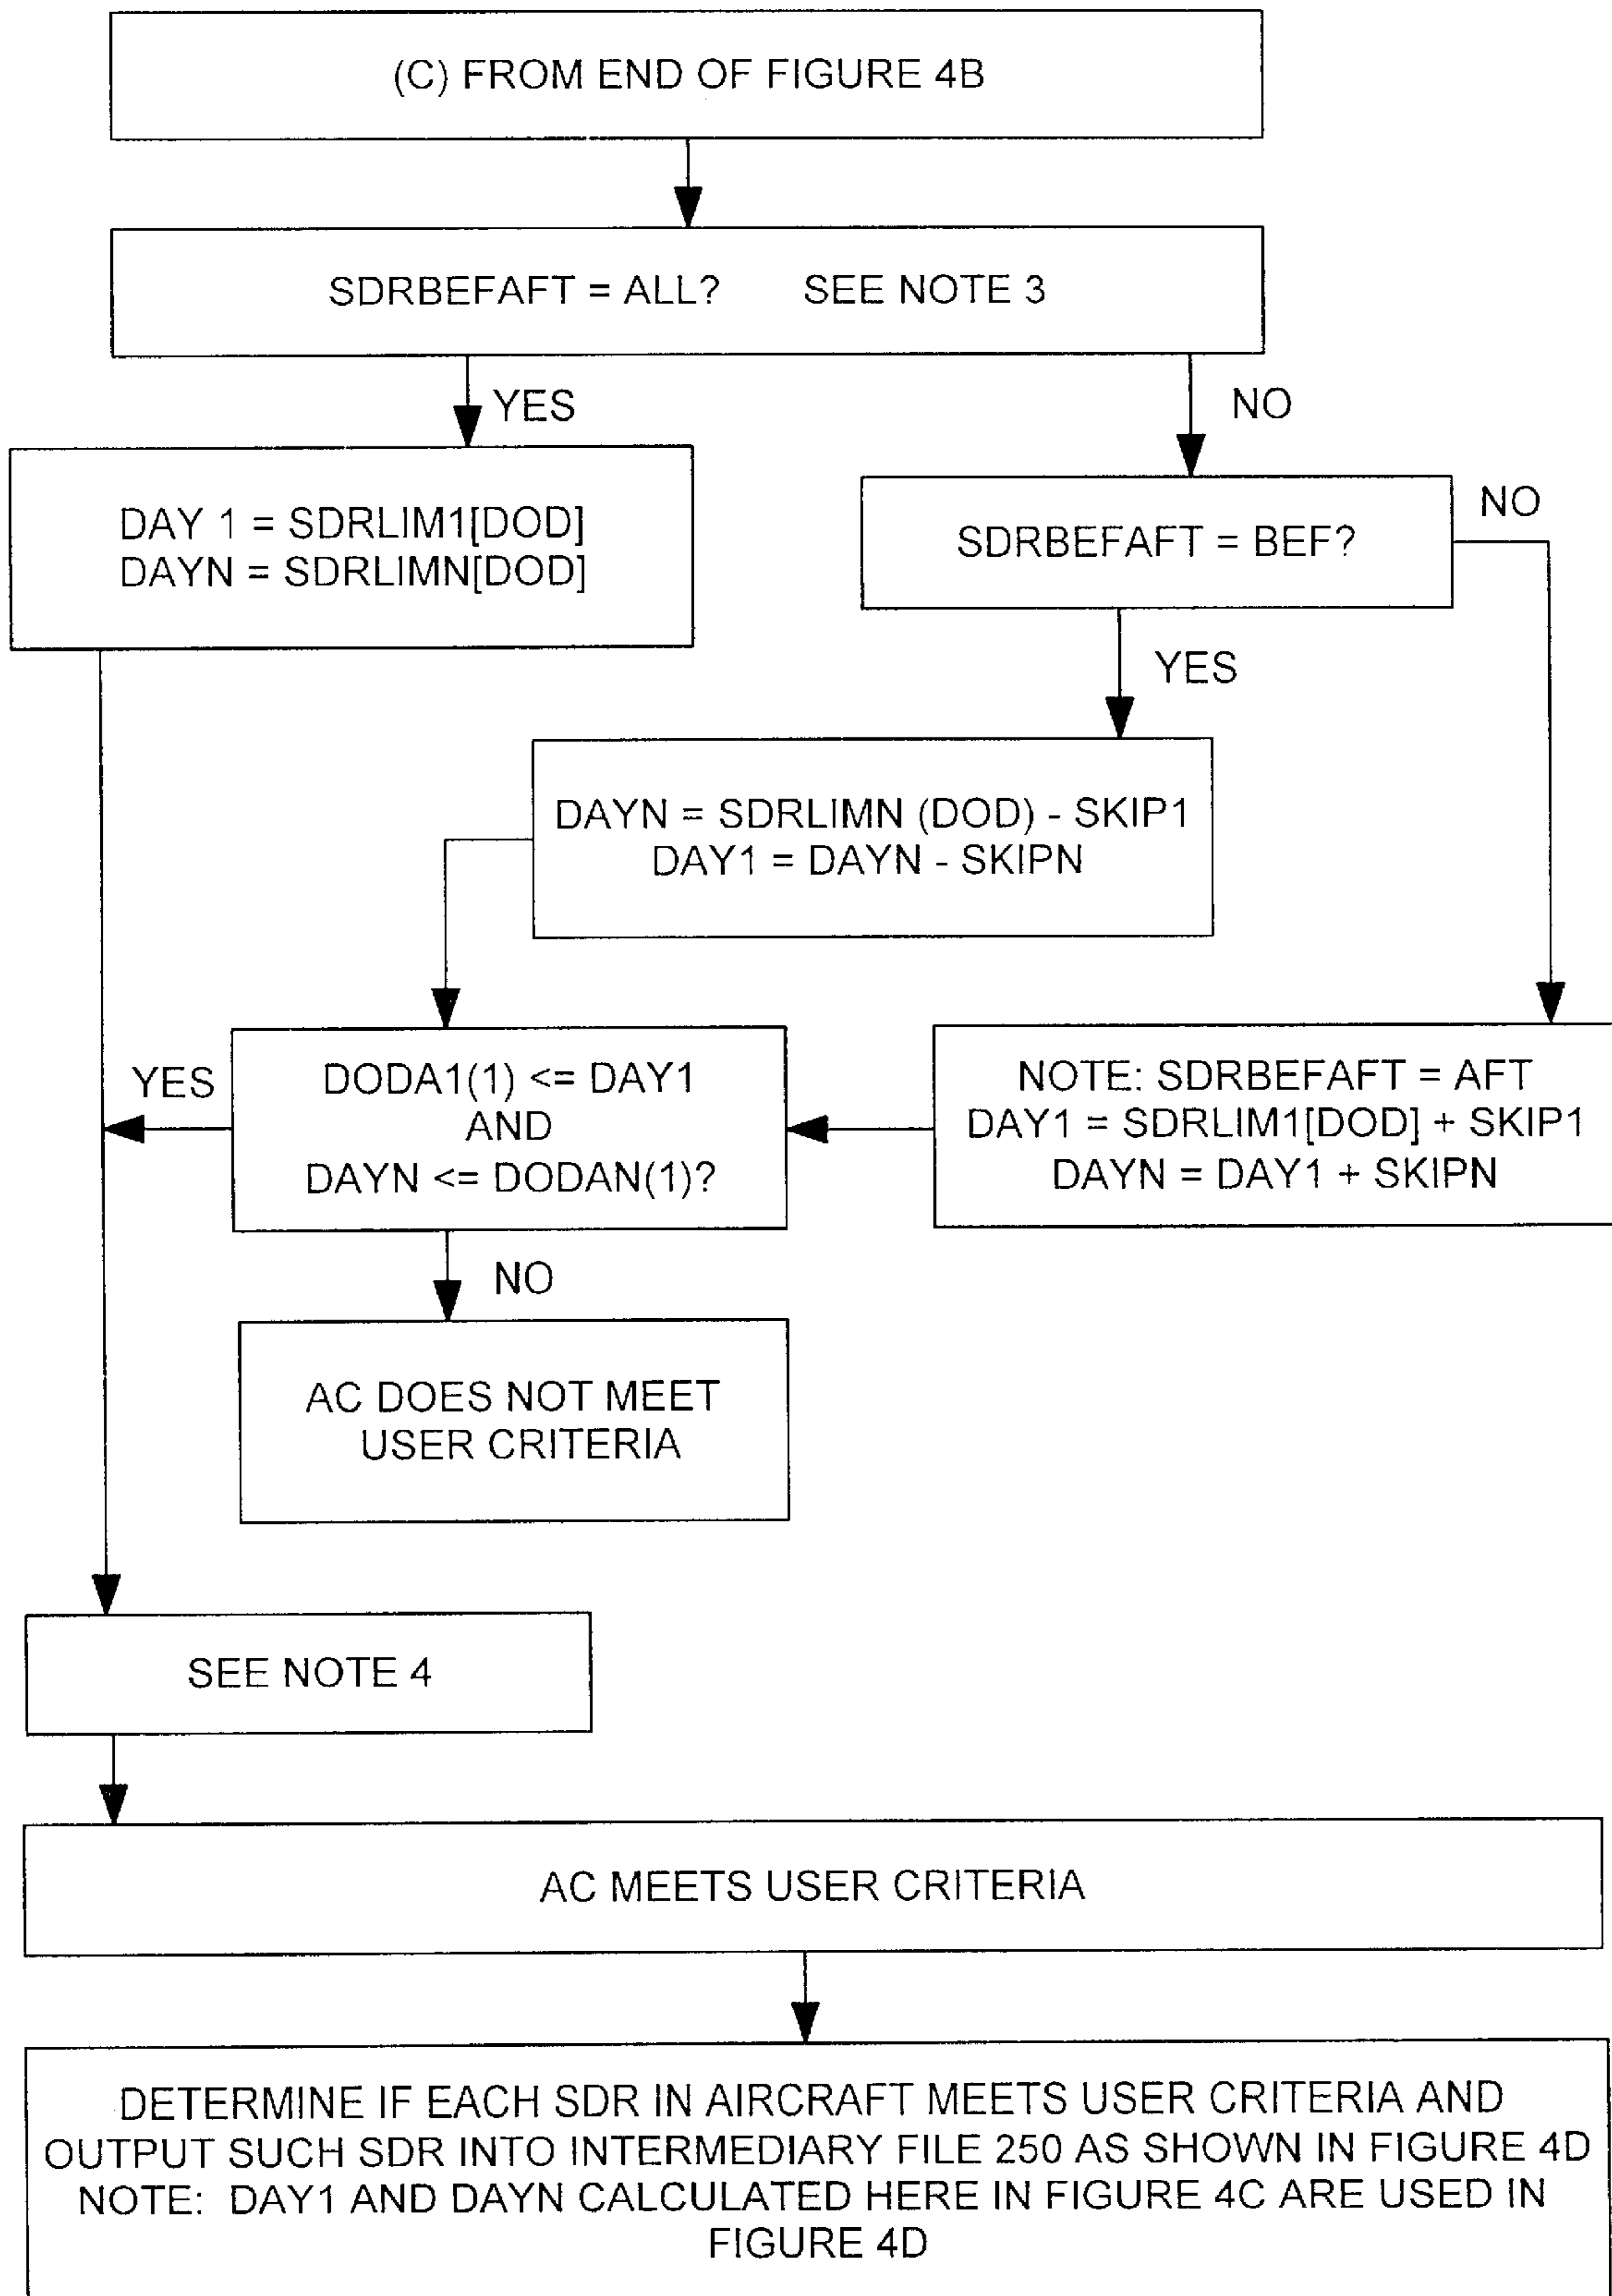 (C) FROM END OF FIGURE 4B
SDRBEFAFT = ALL? SEE NOTE 3
YES
NO
DAY 1 = SDRLIM1[DOD]
DAYN = SDRLIMN[DOD]
SDRBEFAFT = BEF?
NO
YES
DAYN = SDRLIMN (DOD) - SKIP1
DAY1 = DAYN - SKIPN
YES
DODA1(1) <= DAY1
AND
DAYN <= DODAN(1)?
NOTE: SDRBEFAFT = AFT
DAY1 = SDRLIM1[DOD] + SKIP1
DAYN = DAY1 + SKIPN
NO
AC DOES NOT MEET
USER CRITERIA
SEE NOTE 4
AC MEETS USER CRITERIA
DETERMINE IF EACH SDR IN AIRCRAFT MEETS USER CRITERIA AND
OUTPUT SUCH SDR INTO INTERMEDIARY FILE 250 AS SHOWN IN FIGURE 4D
NOTE: DAY1 AND DAYN CALCULATED HERE IN FIGURE 4C ARE USED IN
FIGURE 4D